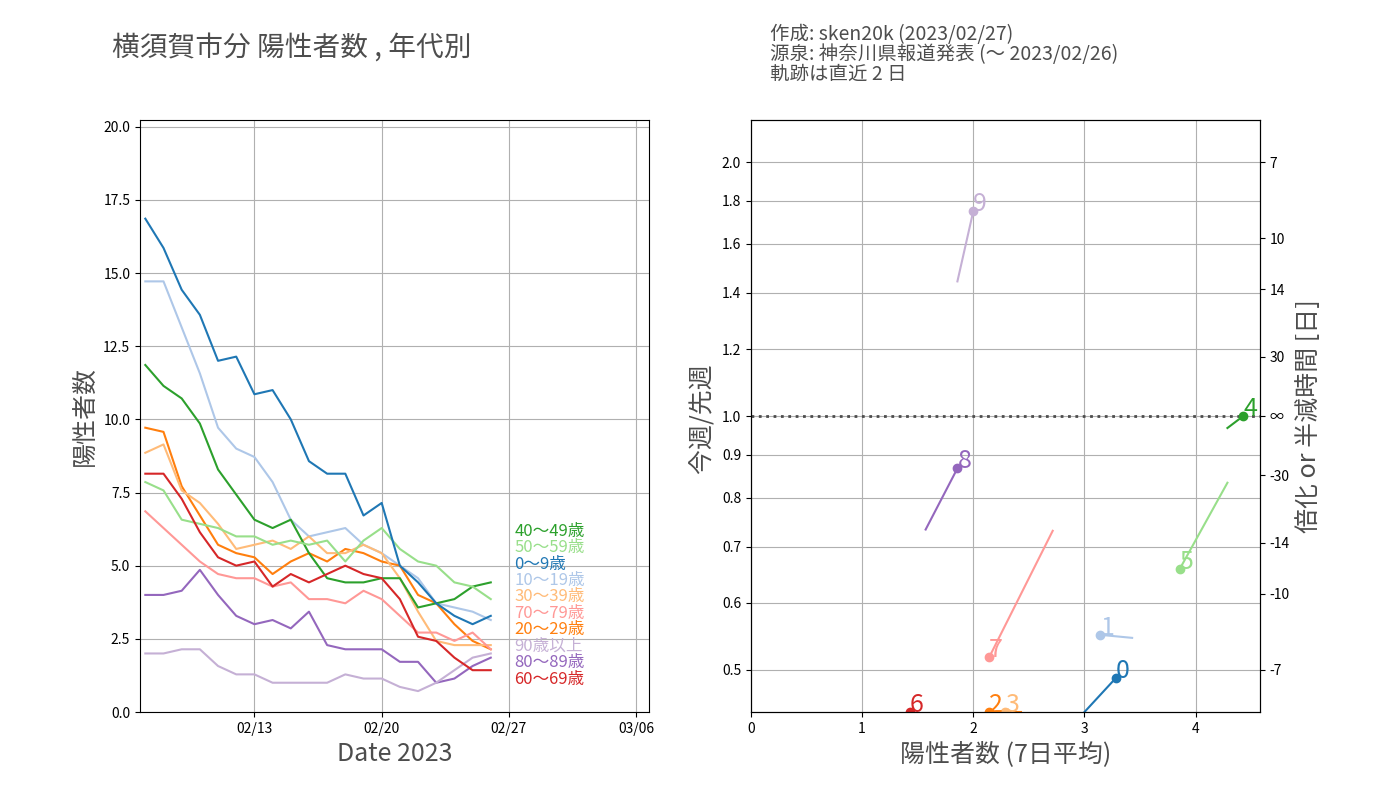 横須賀市分 陽性者数 , 年代別
作成: sken20k (2023/02/27)
源泉: 神奈川県報道発表 (〜 2023/02/26)
軌跡は直近 2 日
陽性者数
20.0
17.5
15.0
12.5
10.0
7.5
5.0
2.5
0.0
02/13
02/20
02/27
03/06
Date 2023
40〜49歳
50〜59歳
0〜9歳
10〜19歳
30〜39歳
70〜79歳
20〜29歳
90歳以上
80〜89歳
60〜69歳
今週/先週
2.0
1.8
1.6
1.4
1.2
1.0
0.9
0.8
0.7
0.6
0.5
0
1
2
3
4
陽性者数 (7日平均)
9
4
8
5
1
7
0
6
2
3
7
10
14
30
∞
-30
-14
-10
-7
倍化 or 半減時間 [日]